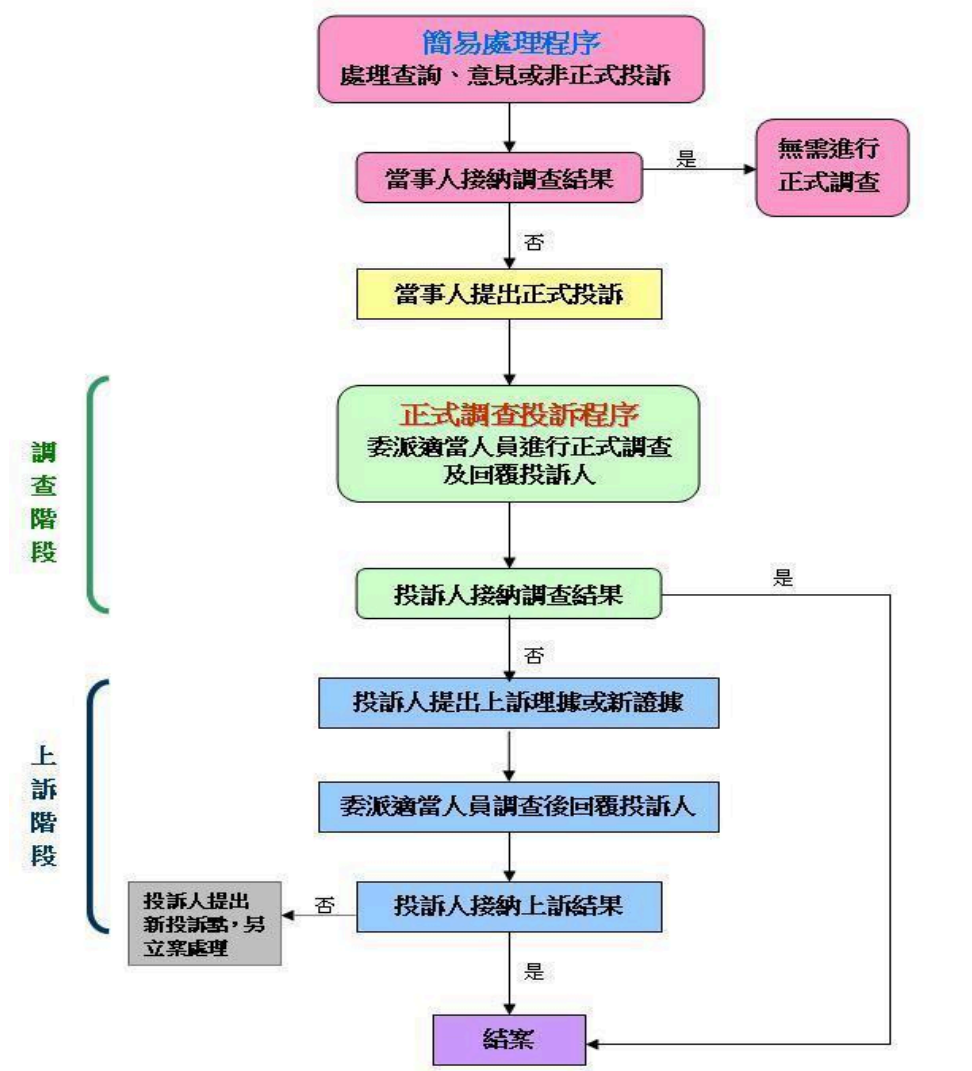 簡易處理程序
處理查詢、意見或非正式投訴
當事人接納調查結果
是
無需進行
正式調查
否
當事人提出正式投訴
調查階段
正式調查投訴程序
委派適當人員進行正式調查
及回覆投訴人
投訴人接納調查結果
是
否
上訴階段
投訴人提出上訴理據或新證據
委派適當人員調查後回覆投訴人
投訴人接納上訴結果
否
投訴人提出
新投訴點,另
立案處理
是
結案